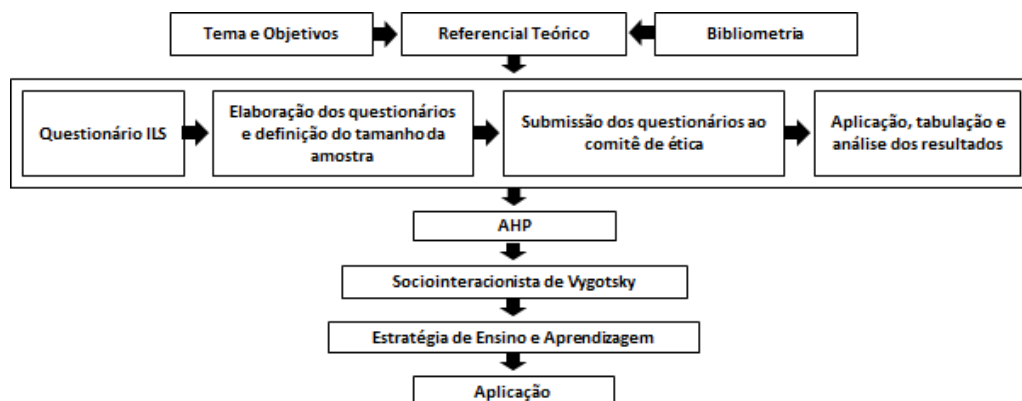 Tema e Objetivos
Referencial Teórico
Bibliometria
Questionário ILS
Elaboração dos questionários
e definição do tamanho da
amostra
Submissão dos questionários ao
comitê de ética
Aplicação, tabulação e
análise dos resultados
AHP
Sociointeracionista de Vygotsky
Estratégia de Ensino e Aprendizagem
Aplicação